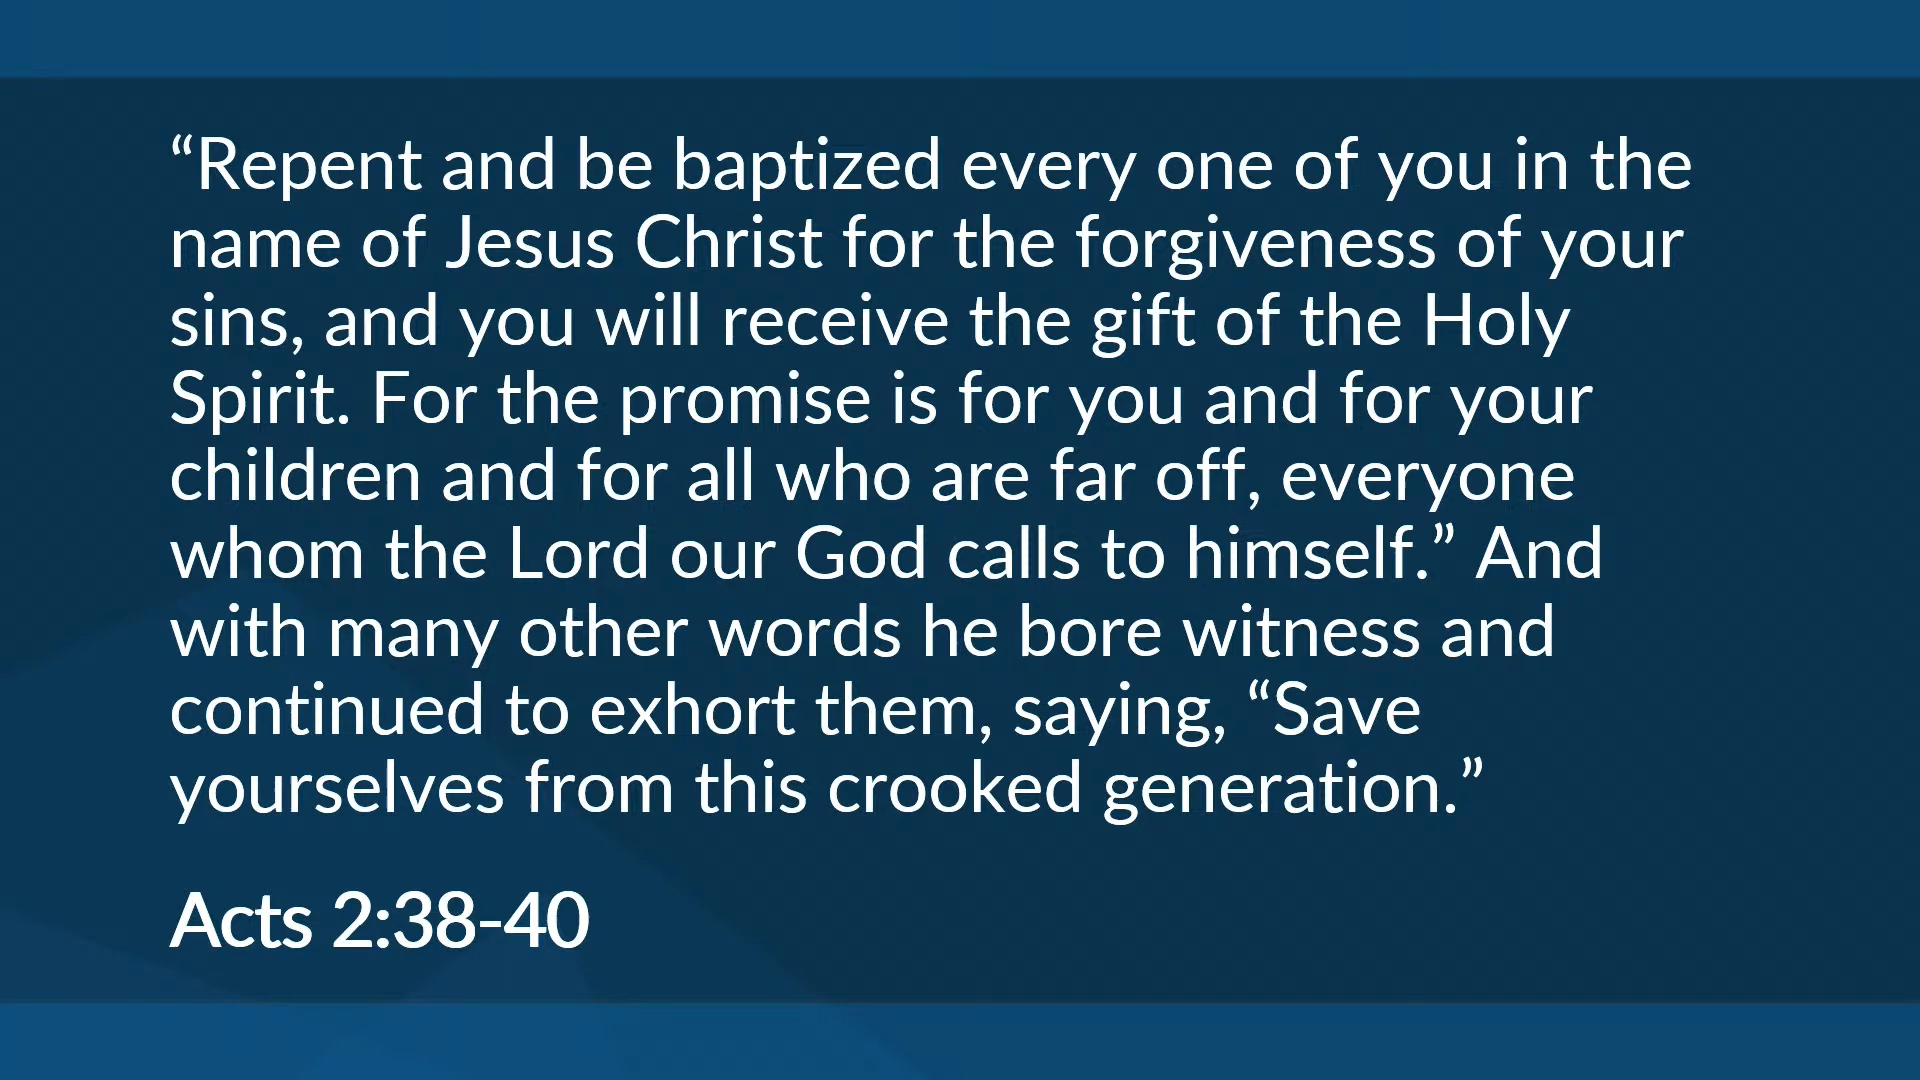 “Repent and be baptized every one of you in the
name of Jesus Christ for the forgiveness of your
sins, and you will receive the gift of the Holy
Spirit. For the promise is for you and for your
children and for all who are far off, everyone
whom the Lord our God calls to himself.” And
with many other words he bore witness and
continued to exhort them, saying, “Save
yourselves from this crooked generation.”
Acts 2:38-40